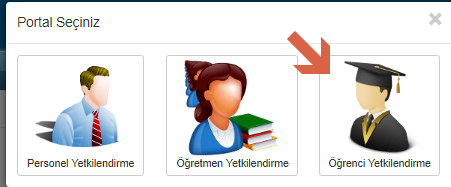 Portal Seçiniz
Personel Yetkilendirme
Öğretmen Yetkilendirme
Öğrenci Yetkilendirme